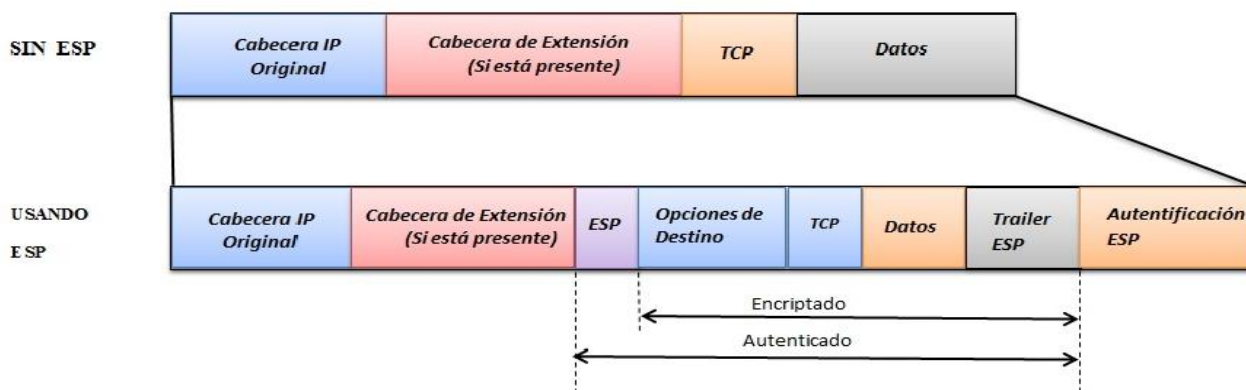 SIN ESP
Cabecera IP
Original
Cabecera de Extensión
(Si está presente)
TCP
Datos
USANDO
ESP
Cabecera IP
Original
Cabecera de Extensión
(Si está presente)
ESP
Opciones de
Destino
TCP
Datos
Trailer
ESP
Autentificación
ESP
Encriptado
Autenticado